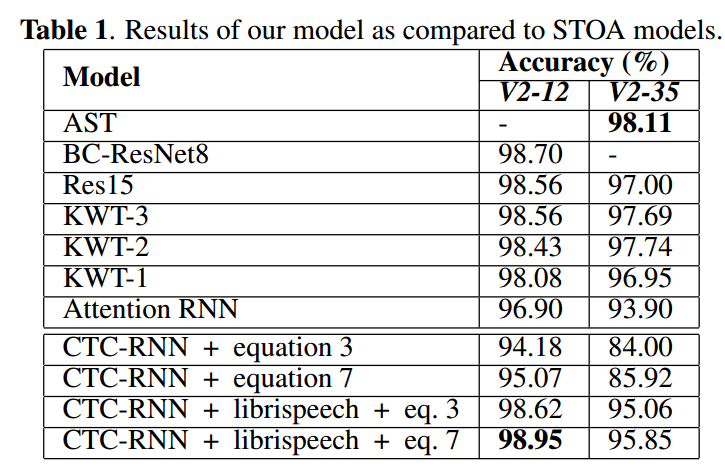 Table 1. Results of our model as compared to STOA models.
Model Accuracy (%)
V2-12 V2-35
AST - 98.11
BC-ResNet8 98.70 -
Res15 98.56 97.00
KWT-3 98.56 97.69
KWT-2 98.43 97.74
KWT-1 98.08 96.95
Attention RNN 96.90 93.90
CTC-RNN + equation 3 94.18 84.00
CTC-RNN + equation 7 95.07 85.92
CTC-RNN + librispeech + eq. 3 98.62 95.06
CTC-RNN + librispeech + eq. 7 98.95 95.85